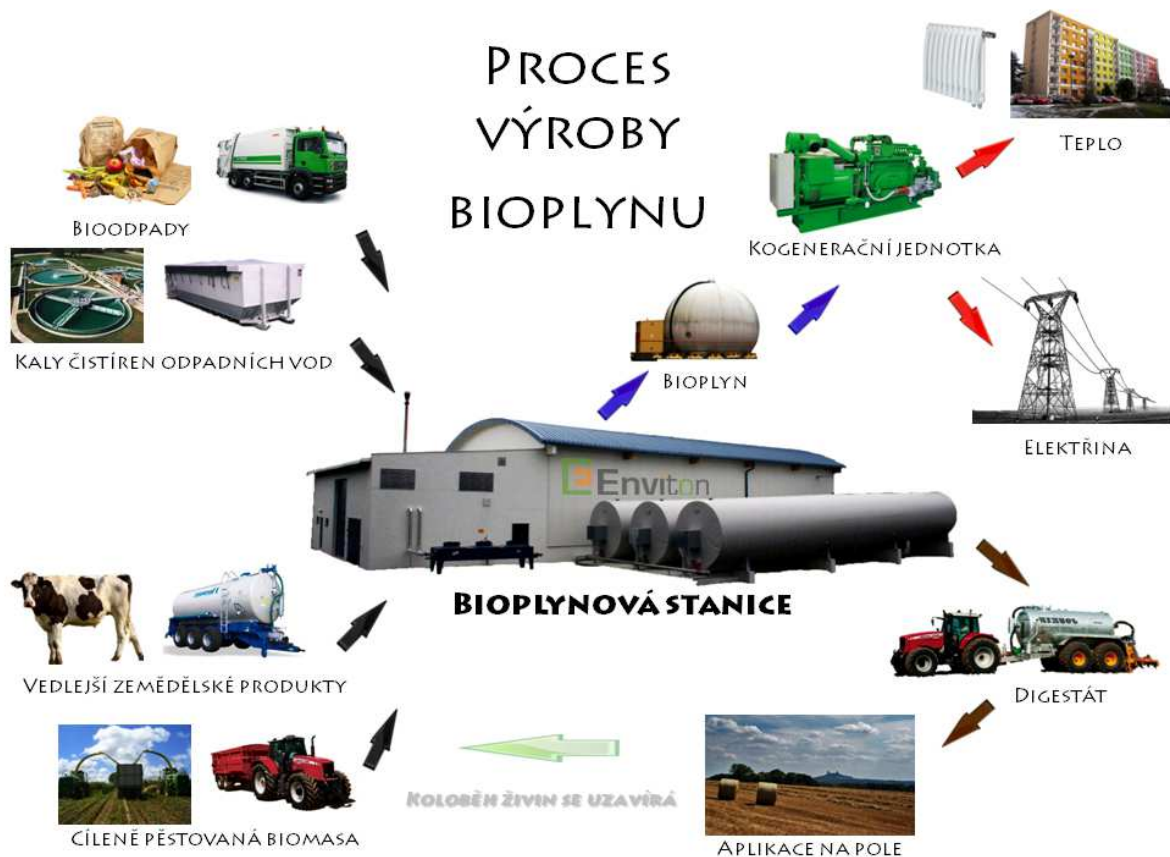 PROCES
VÝROBY
BIOPLYNU
TEPLO
BIOODPADY
KOGENERAČNÍ JEDNOTKA
KALY ČISTÍREN ODPADNÍCH VOD
BIOPLYN
ELEKTŘINA
Enviton
BIOPLYNOVÁ STANICE
VEDLEJŠÍ ZEMĚDĚLSKÉ PRODUKTY
DIGESTÁT
KOLOBĚH ŽIVIN SE UZAVÍRÁ
CÍLENĚ PĚSTOVANÁ BIOMASA
APLIKACE NA POLE